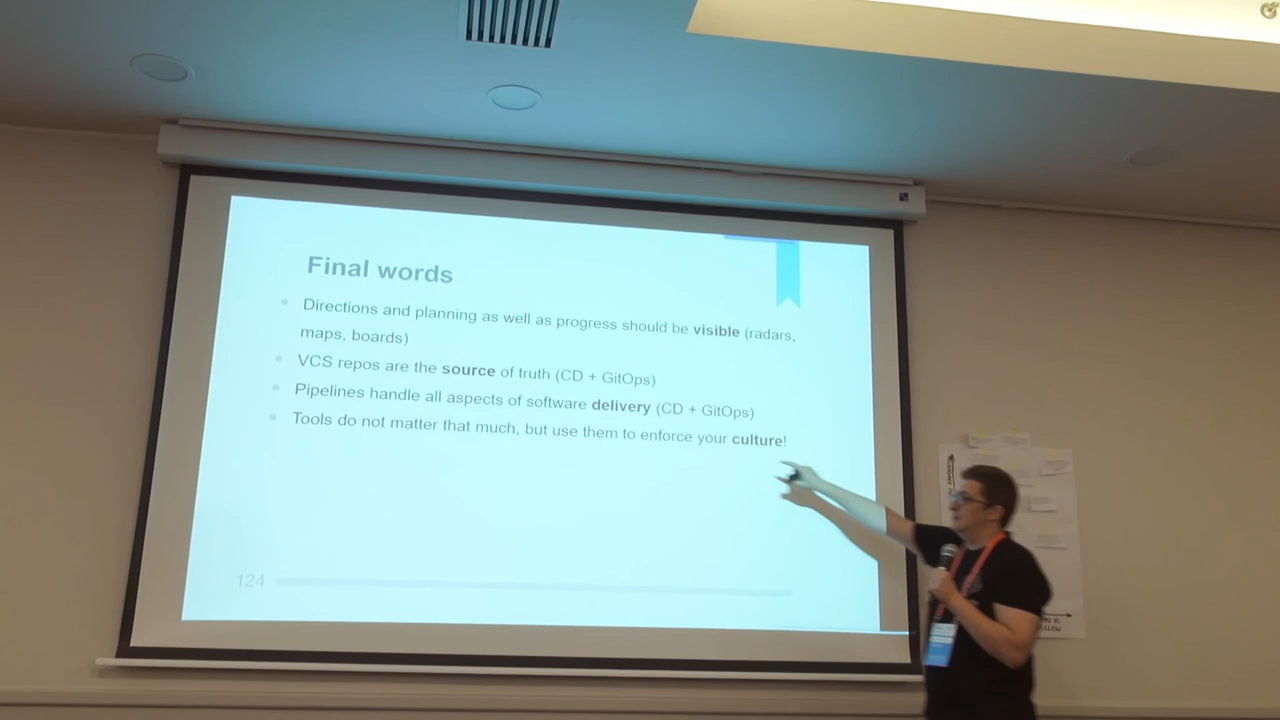 Final words
Directions and planning as well as progress should be visible (radars,
maps, boards)
VCS repos are the source of truth (CD + GitOps)
Pipelines handle all aspects of software delivery (CD + GitOps)
Tools do not matter that much, but use them to enforce your culture!
124